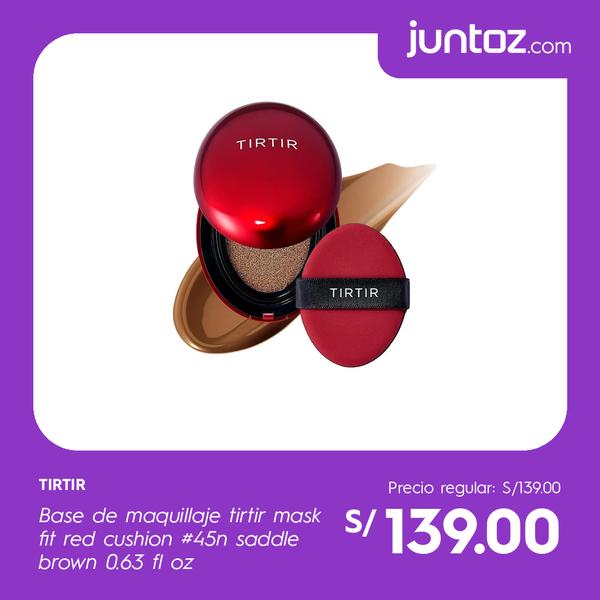 juntoz.com
TIRTIR
TIRTIR
TIRTIR
Base de maquillaje tirtir mask
fit red cushion #45n saddle
brown 0.63 fl oz
Precio regular: S/139.00
S/139.00